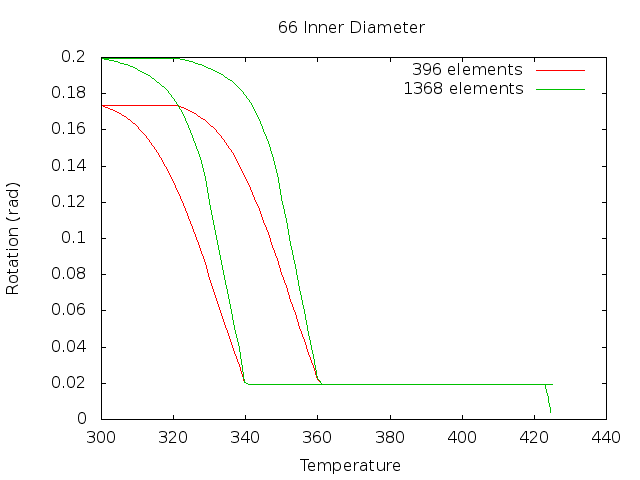 66 Inner Diameter
396 elements
1368 elements
0.2
0.18
0.16
0.14
0.12
0.1
0.08
0.06
0.04
0.02
0
Rotation (rad)
300 320 340 360 380 400 420 440
Temperature